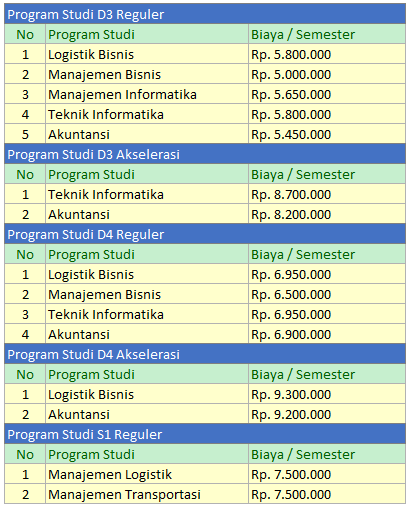 Program Studi D3 Reguler
No Program Studi Biaya / Semester
1 Logistik Bisnis Rp. 5.800.000
2 Manajemen Bisnis Rp. 5.000.000
3 Manajemen Informatika Rp. 5.650.000
4 Teknik Informatika Rp. 5.800.000
5 Akuntansi Rp. 5.450.000
Program Studi D3 Akselerasi
No Program Studi Biaya / Semester
1 Teknik Informatika Rp. 8.700.000
2 Akuntansi Rp. 8.200.000
Program Studi D4 Reguler
No Program Studi Biaya / Semester
1 Logistik Bisnis Rp. 6.950.000
2 Manajemen Bisnis Rp. 6.500.000
3 Teknik Informatika Rp. 6.950.000
4 Akuntansi Rp. 6.900.000
Program Studi D4 Akselerasi
No Program Studi Biaya / Semester
1 Logistik Bisnis Rp. 9.300.000
2 Akuntansi Rp. 9.200.000
Program Studi S1 Reguler
No Program Studi Biaya / Semester
1 Manajemen Logistik Rp. 7.500.000
2 Manajemen Transportasi Rp. 7.500.000